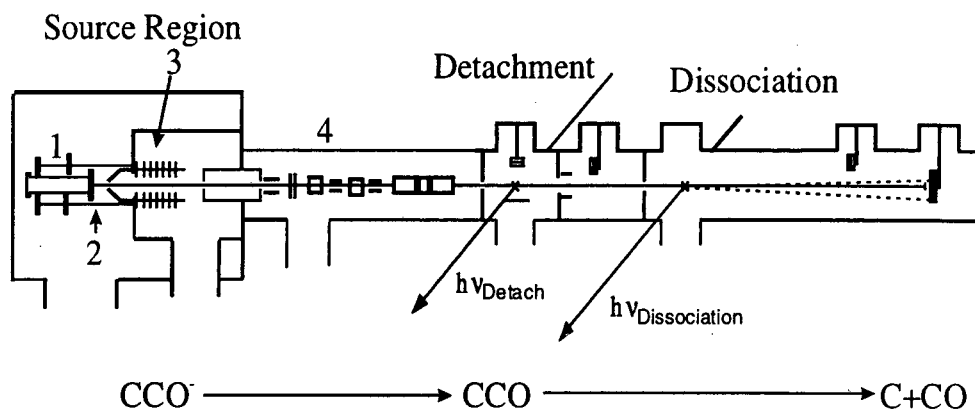 Source Region
3
Detachment
Dissociation
1
4
2
hνDetach
hνDissociation
CCO⁻
CCO
C+CO